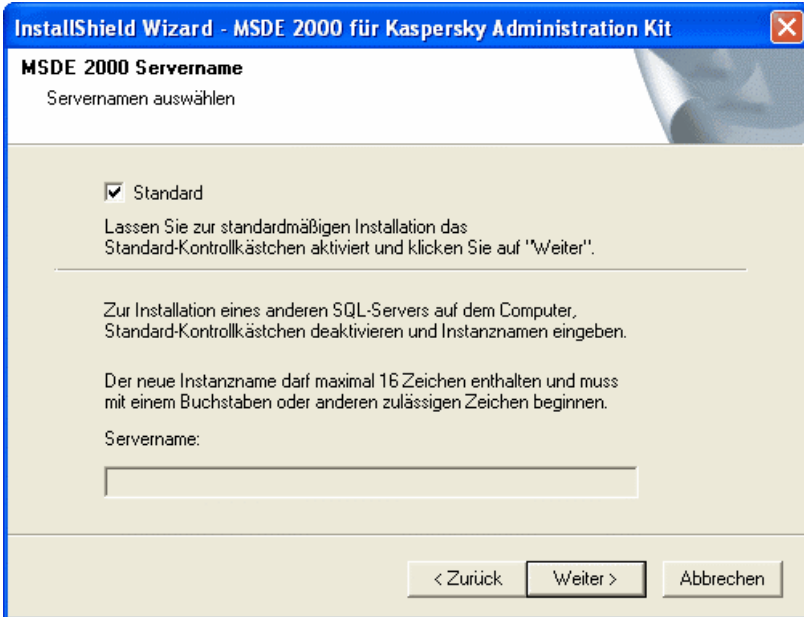 InstallShield Wizard - MSDE 2000 für Kaspersky Administration Kit
MSDE 2000 Servername
Servernamen auswählen
Standard
Lassen Sie zur standardmäßigen Installation das
Standard-Kontrollkästchen aktiviert und klicken Sie auf "Weiter".
Zur Installation eines anderen SQL-Servers auf dem Computer,
Standard-Kontrollkästchen deaktivieren und Instanznamen eingeben.
Der neue Instanzname darf maximal 16 Zeichen enthalten und muss
mit einem Buchstaben oder anderen zulässigen Zeichen beginnen.
Servername:
< Zurück Weiter > Abbrechen